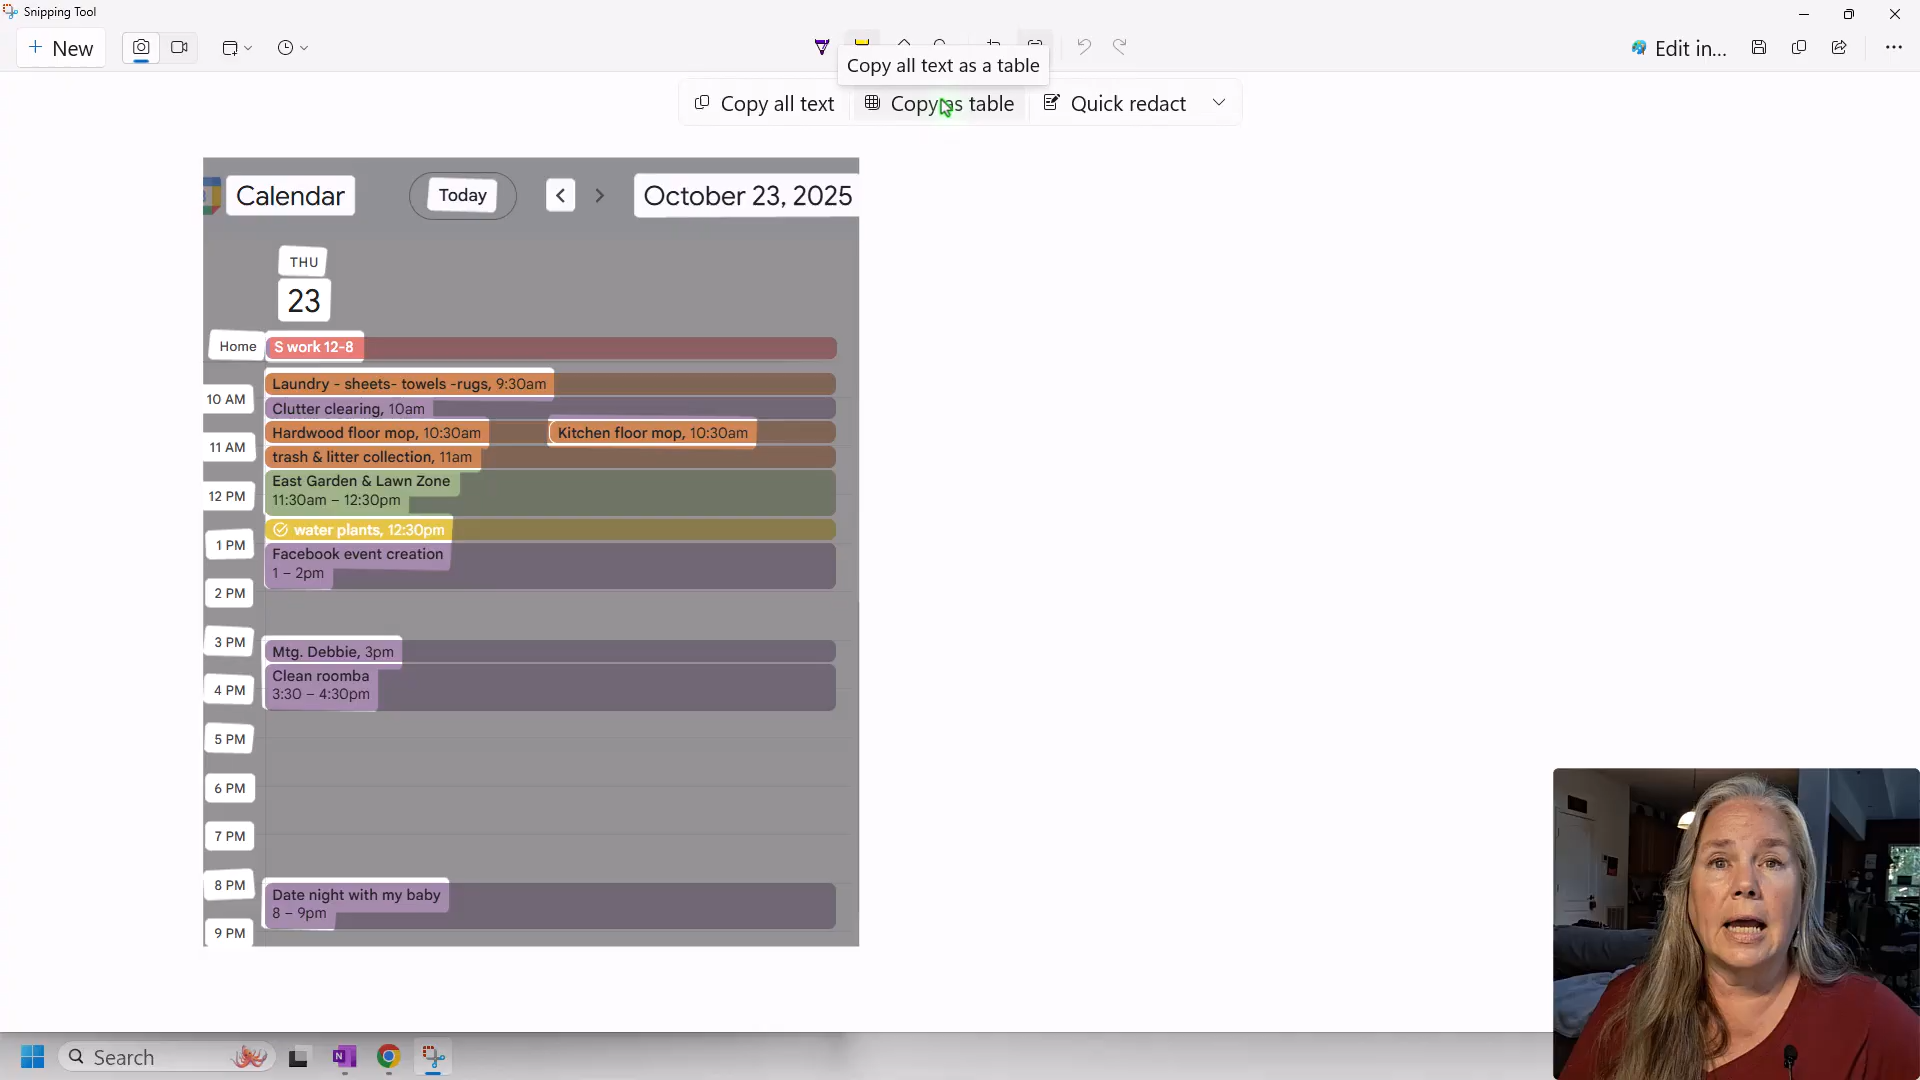 Snipping Tool
+ New
Edit in...
Copy all text as a table
Copy all text
Copy as table
Quick redact
Calendar
Today
October 23, 2025
THU
23
Home
S work 12-8
Laundry - sheets- towels -rugs, 9:30am
10 AM
Clutter clearing, 10am
Hardwood floor mop, 10:30am
Kitchen floor mop, 10:30am
11 AM
trash & litter collection, 11am
East Garden & Lawn Zone
12 PM
11:30am – 12:30pm
water plants, 12:30pm
1 PM
Facebook event creation
1 – 2pm
2 PM
3 PM
Mtg. Debbie, 3pm
Clean roomba
4 PM
3:30 – 4:30pm
5 PM
6 PM
7 PM
8 PM
Date night with my baby
8 – 9pm
9 PM
Search
N